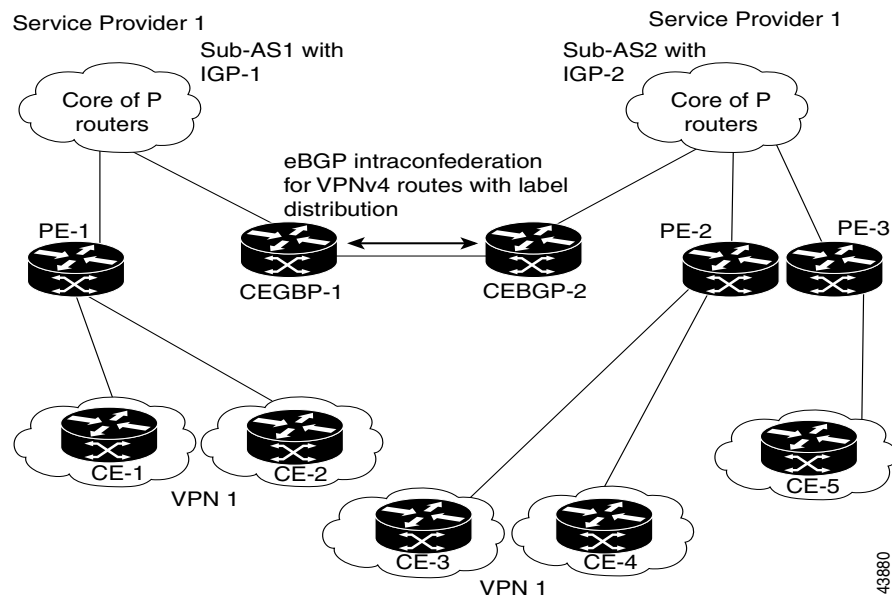 Service Provider 1
Service Provider 1
Sub-AS1 with
IGP-1
Sub-AS2 with
IGP-2
Core of P
routers
Core of P
routers
eBGP intraconfederation
for VPNv4 routes with label
distribution
PE-1
PE-2
PE-3
CEGBP-1
CEBGP-2
CE-1
CE-2
CE-5
VPN 1
CE-3
CE-4
VPN 1
43880